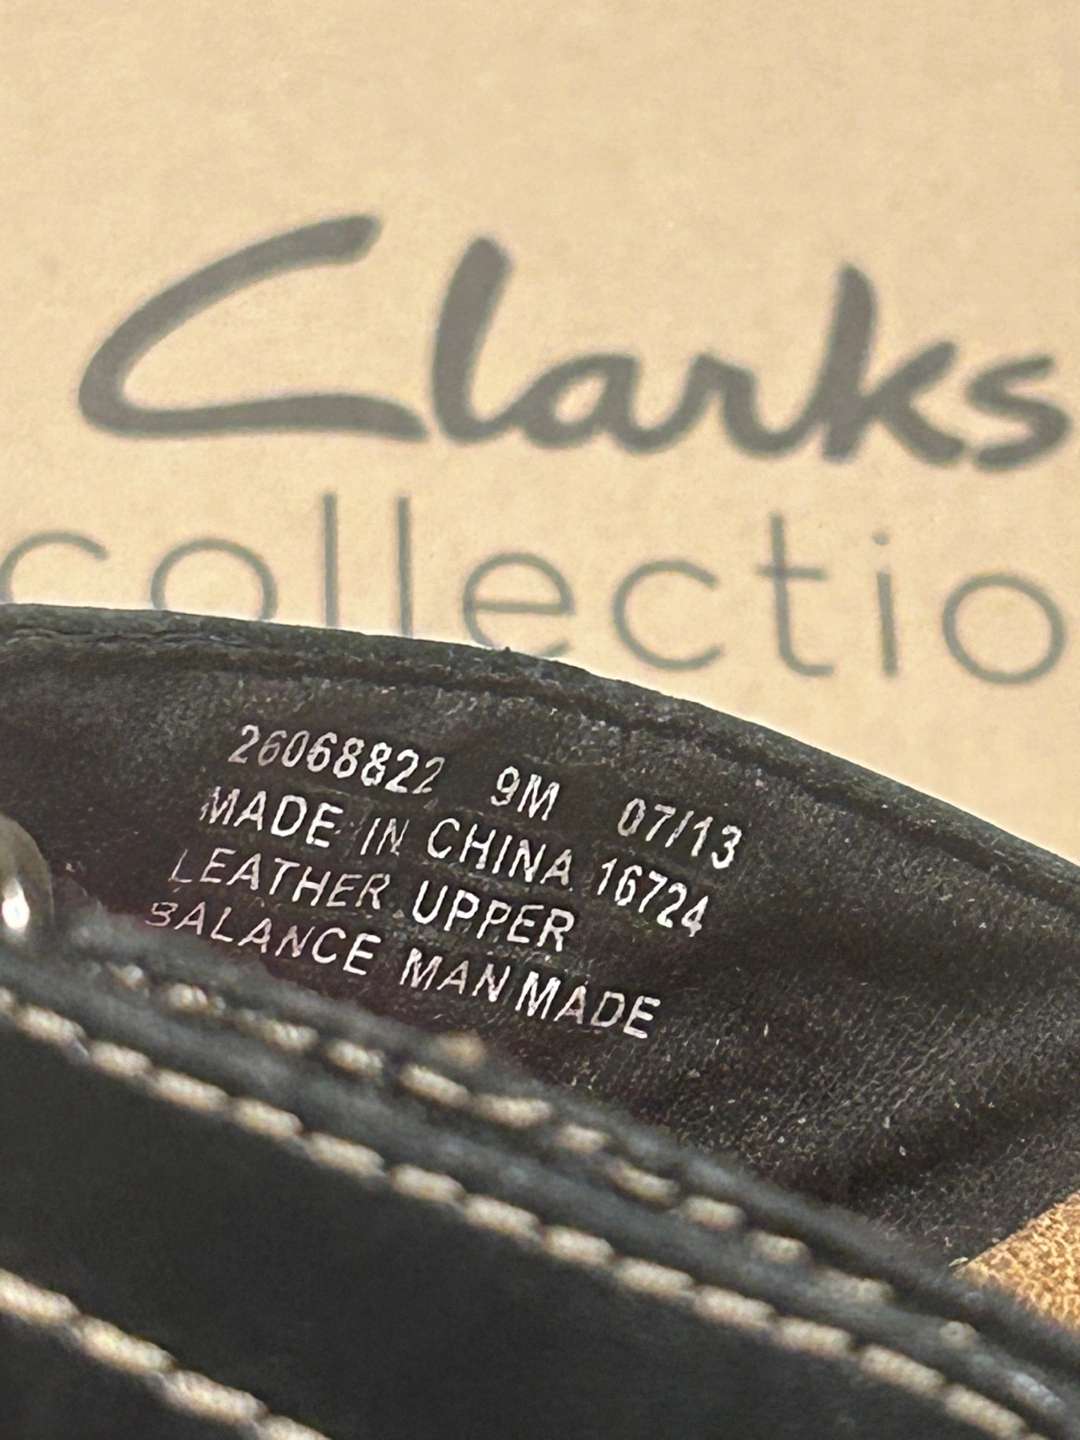 Clarks
collectio
26068822 9M 07/13
MADE IN CHINA 16724
LEATHER UPPER
BALANCE MAN MADE